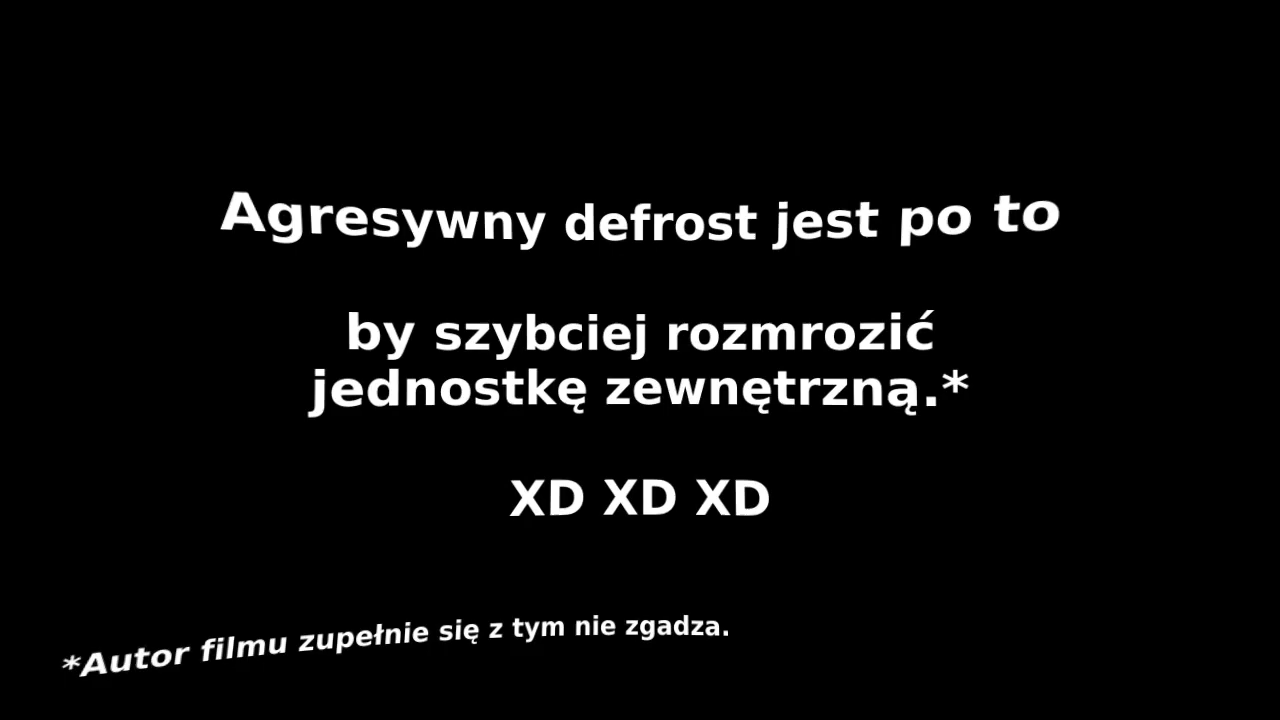 Agresywny defrost jest po to
by szybciej rozmrozić
jednostkę zewnętrzną.*
XD XD XD
*Autor filmu zupełnie się z tym nie zgadza.